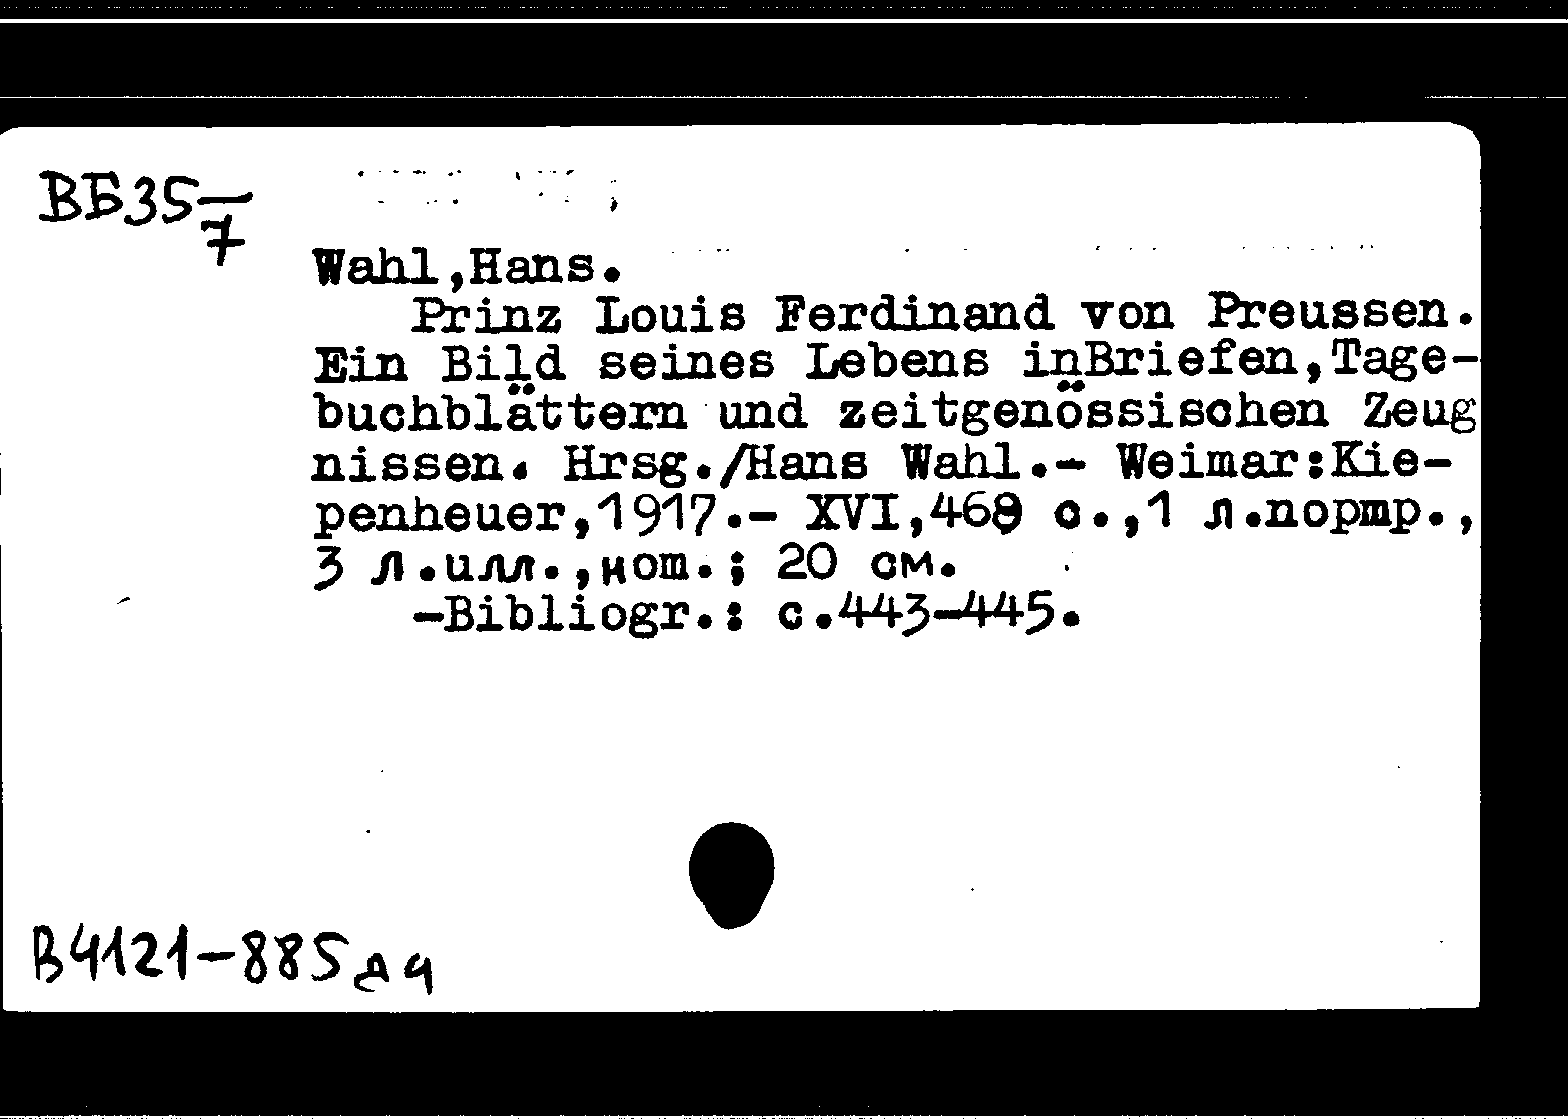 ВБ35-
7
Wahl,Hans.
Prinz Louis Ferdinand von Preussen.
Ein Bild seines Lebens inBriefen,Tage-
buchblättern und zeitgenössischen Zeug
nissen. Hrsg./Hans Wahl.- Weimar:Kie-
penheuer,1917.- XVI,468 с.,1 л.портр.,
3 л.илл.,нот.; 20 см.
-Bibliogr.: с.443-445.
В4121-885